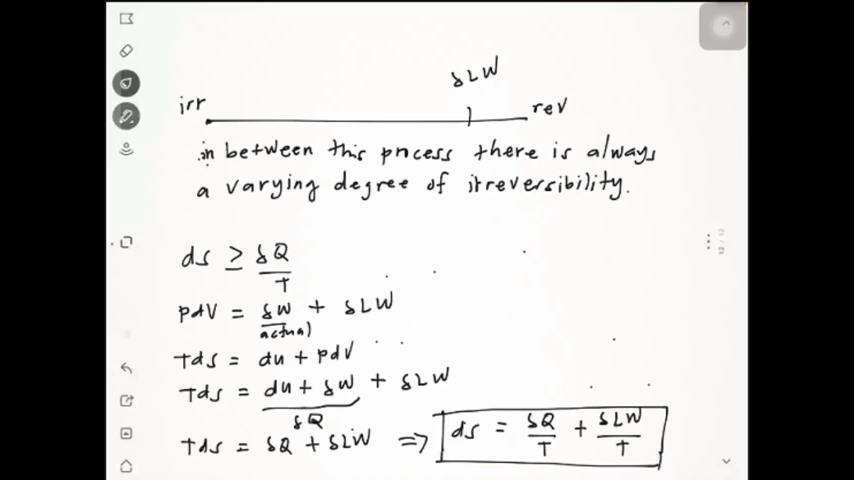 δLW
irr rev
in between this process there is always
a varying degree of irreversibility.
ds ≥ δQ/T
pdV = δW + δLW
actual
Tds = du + pdV
Tds = du + δW + δLW
δQ
Tds = δQ + δLW ⇒ ds = δQ/T + δLW/T